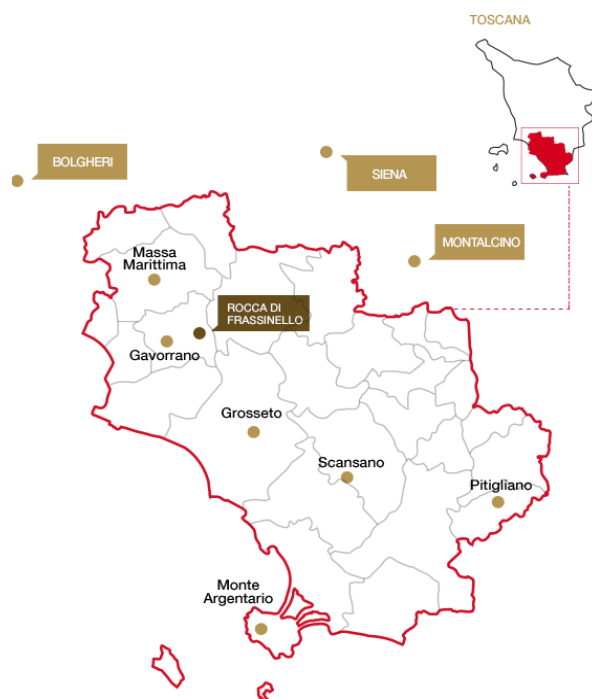 TOSCANA
BOLGHERI
SIENA
MONTALCINO
Massa
Marittima
ROCCA DI
FRASSINELLO
Gavorrano
Grosseto
Scansano
Pitigliano
Monte
Argentario